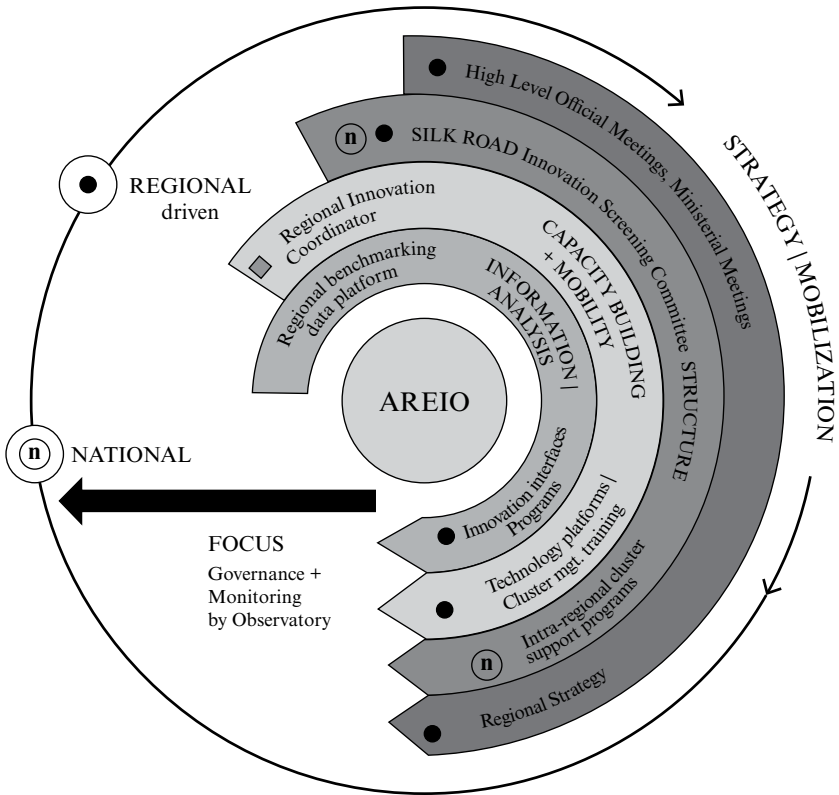 High Level Official Meetings, Ministerial Meetings
n
SILK ROAD Innovation Screening Committee STRUCTURE
STRATEGY | MOBILIZATION
REGIONAL
driven
Regional Innovation
Coordinator
CAPACITY BUILDING
+ MOBILITY
Regional benchmarking
data platform
INFORMATION |
ANALYSIS
AREIO
n
NATIONAL
FOCUS
Governance +
Monitoring
by Observatory
Innovation interfaces
Programs
Technology platforms |
Cluster mgt. training
n
Intra-regional cluster
support programs
Regional Strategy